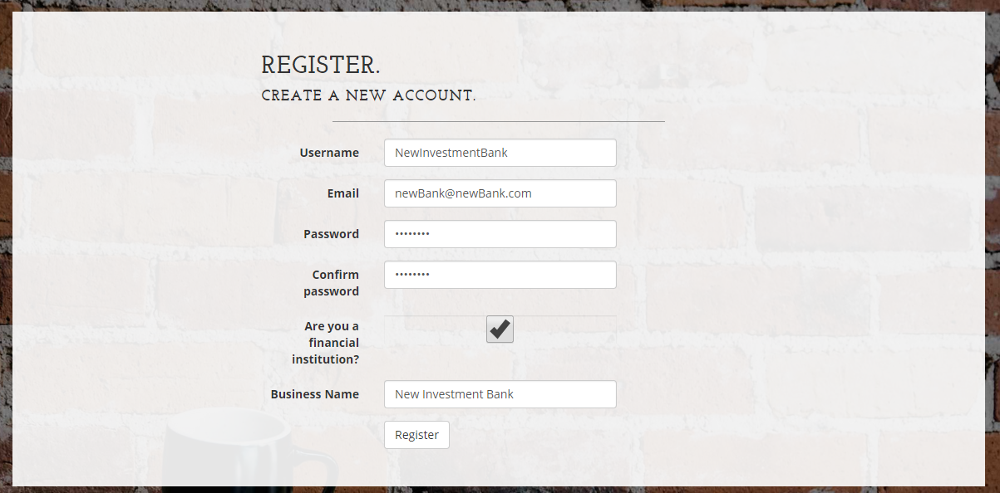 REGISTER.
CREATE A NEW ACCOUNT.
Username NewInvestmentBank
Email newBank@newBank.com
Password ••••••••
Confirm
password ••••••••
Are you a
financial
institution?
Business Name New Investment Bank
Register